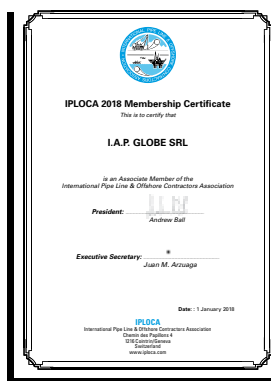 IPLOCA 2018 Membership Certificate
This is to certify that
I.A.P. GLOBE SRL
is an Associate Member of the
International Pipe Line & Offshore Contractors Association
President:
Andrew Ball
Executive Secretary:
Juan M. Arzuaga
Date: : 1 January 2018
IPLOCA
International Pipe Line & Offshore Contractors Association
Chemin des Papillons 4
1216 Cointrin/Geneva
Switzerland
www.iploca.com